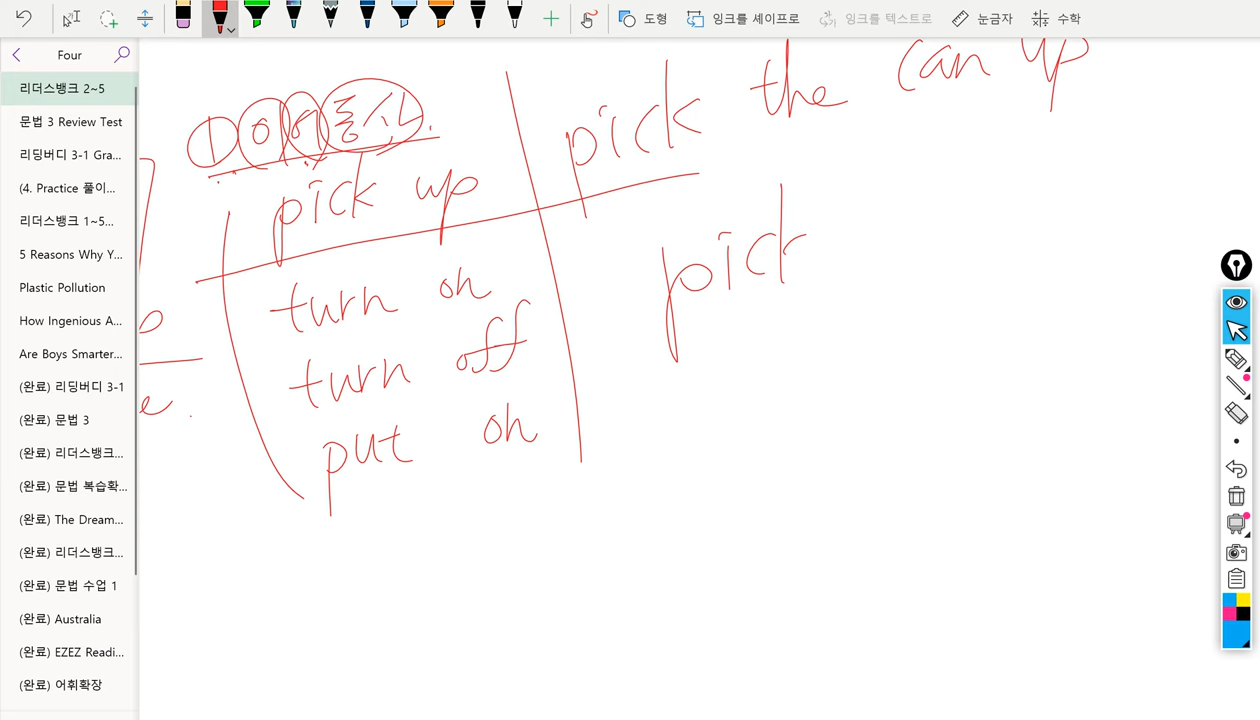 도형
잉크를 셰이프로
잉크를 텍스트로
눈금자
수학
Four
리더스뱅크 2~5
문법 3 Review Test
리딩버디 3-1 Gra...
(4. Practice 풀이...
리더스뱅크 1~5...
5 Reasons Why Y...
Plastic Pollution
How Ingenious A...
Are Boys Smarter...
(완료) 리딩버디 3-1
(완료) 문법 3
(완료) 리더스뱅크...
(완료) 문법 복습확...
(완료) The Dream...
(완료) 리더스뱅크...
(완료) 문법 수업 1
(완료) Australia
(완료) EZEZ Readi...
(완료) 어휘확장
pick up
turn on
turn off
put on
pick the can up
pick